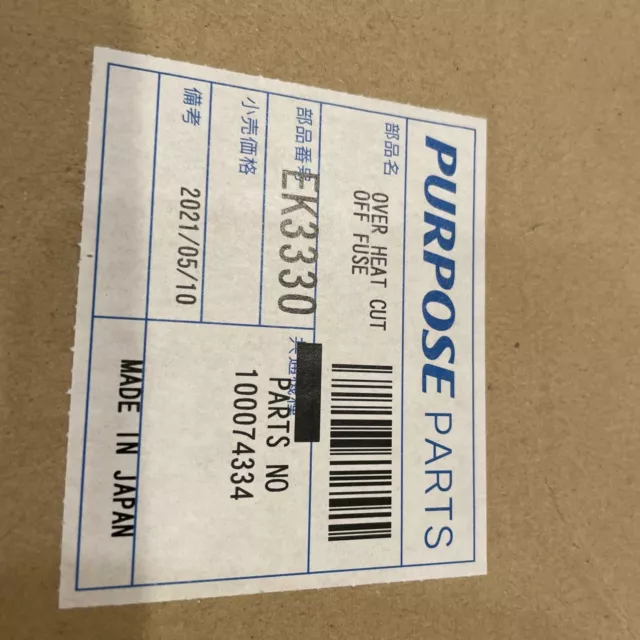 PURPOSE PARTS
部品名
OVER HEAT CUT
OFF FUSE
部品番号
EK3330
小売価格
備考
2021/05/10
PARTS NO
100074334
MADE IN JAPAN